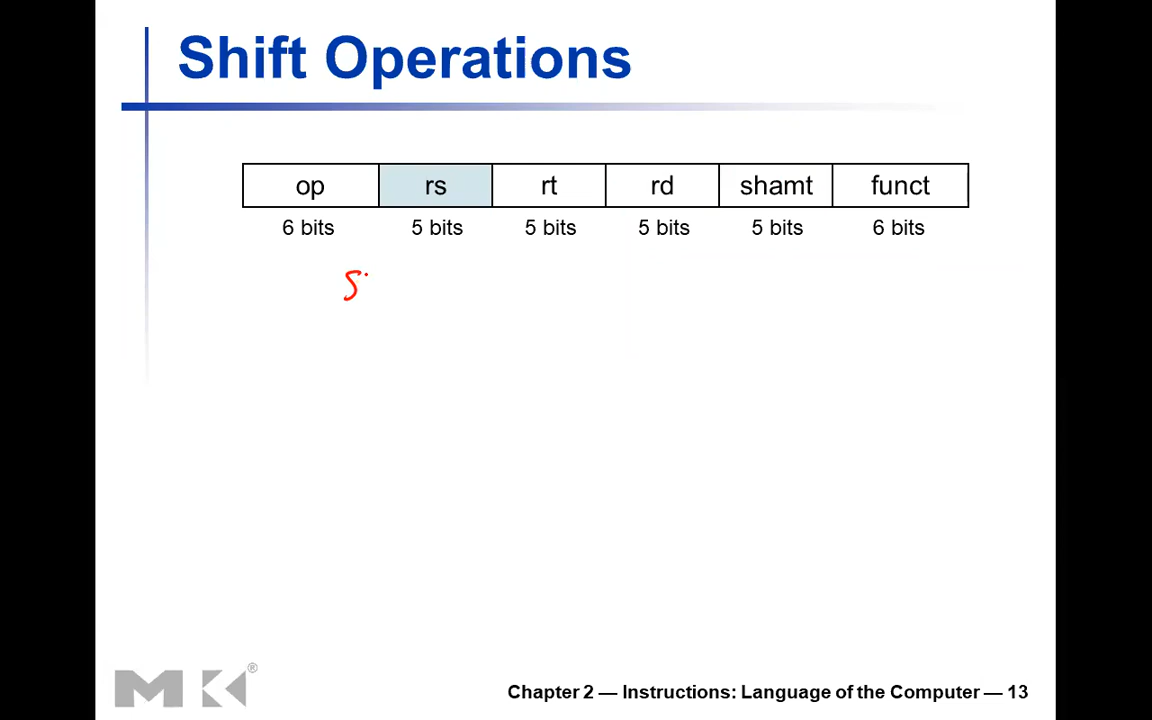 Shift Operations
op rs rt rd shamt funct
6 bits 5 bits 5 bits 5 bits 5 bits 6 bits
S
MK®
Chapter 2 — Instructions: Language of the Computer — 13